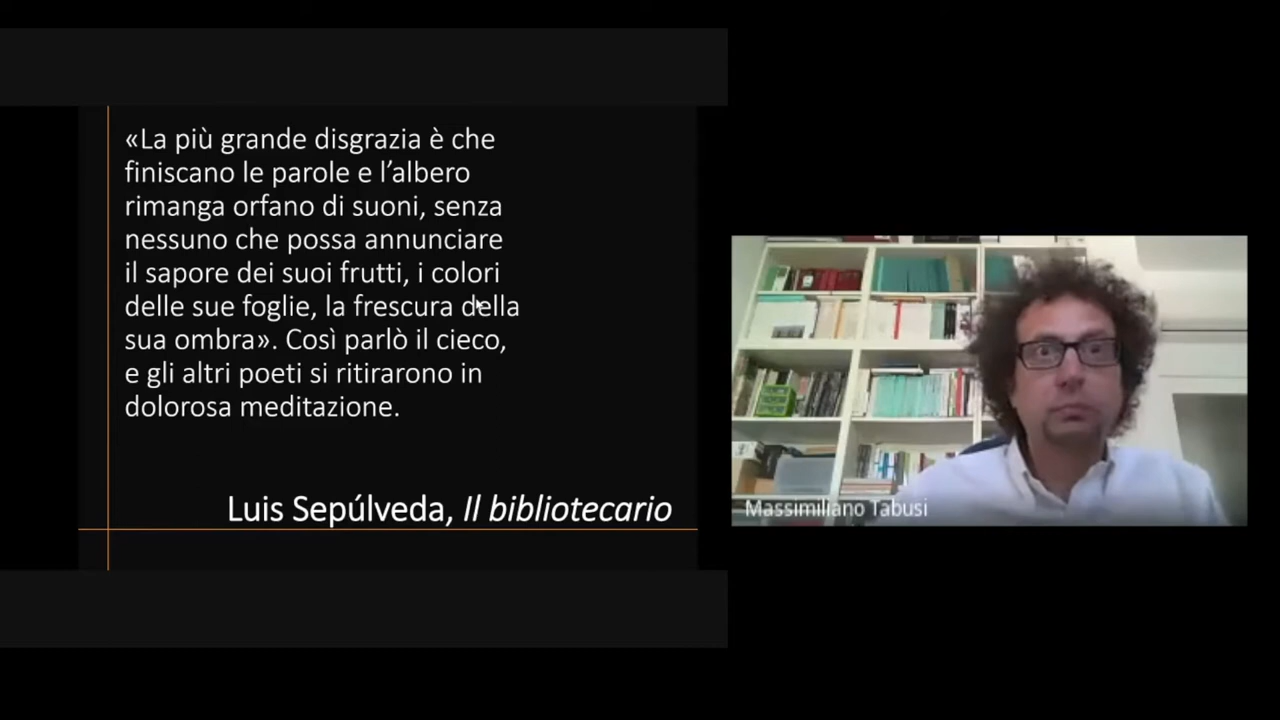 «La più grande disgrazia è che
finiscano le parole e l’albero
rimanga orfano di suoni, senza
nessuno che possa annunciare
il sapore dei suoi frutti, i colori
delle sue foglie, la frescura della
sua ombra». Così parlò il cieco,
e gli altri poeti si ritirarono in
dolorosa meditazione.
Luis Sepúlveda, Il bibliotecario
Massimiliano Tabusi